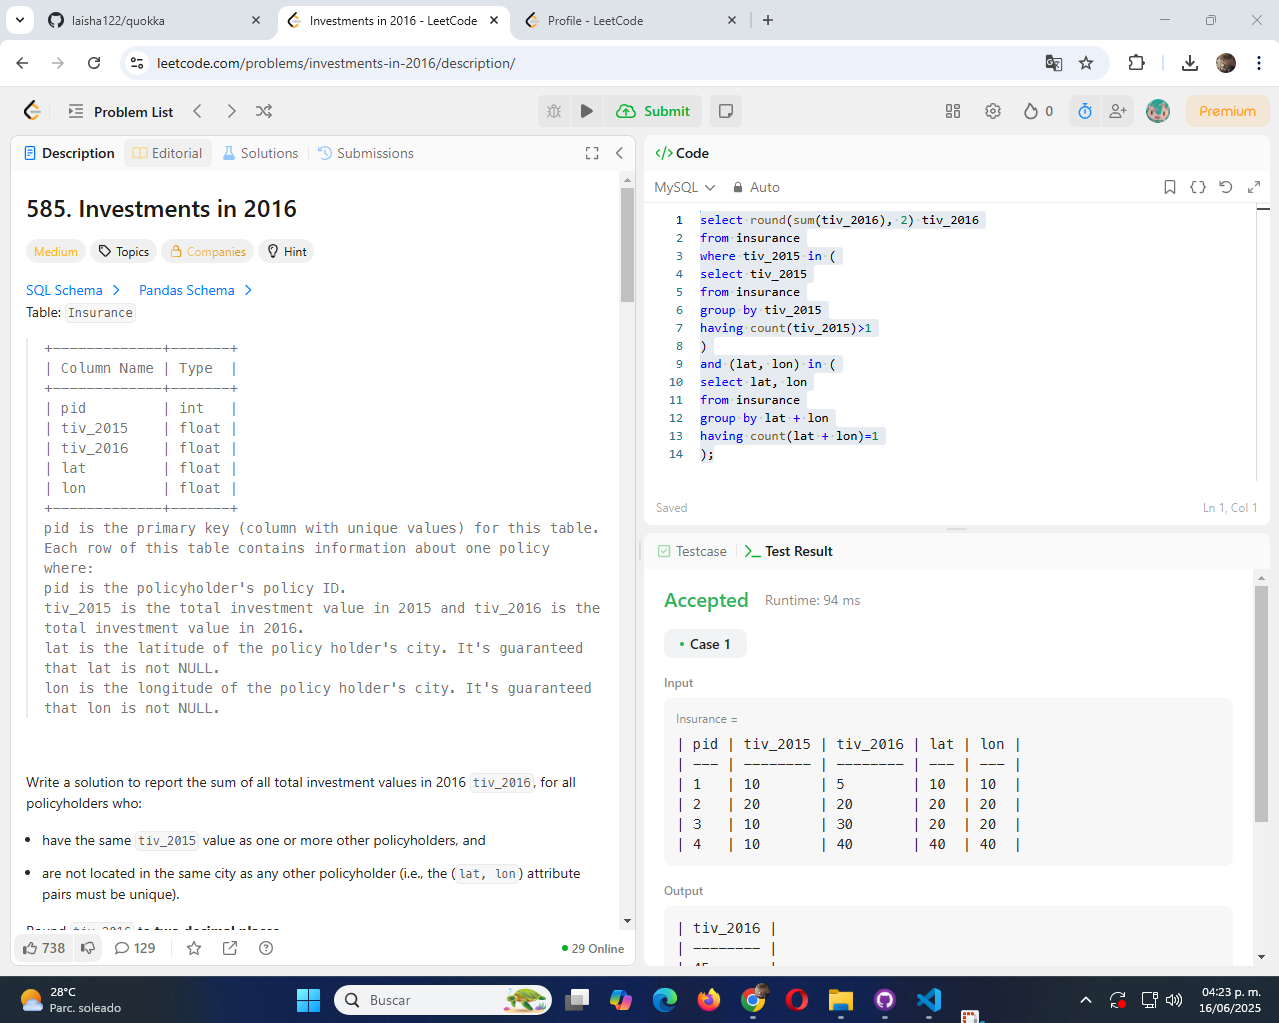 laisha122/quokka
Investments in 2016 - LeetCode
Profile - LeetCode
leetcode.com/problems/investments-in-2016/description/
Problem List
Submit
0
Premium
Description
Editorial
Solutions
Submissions
585. Investments in 2016
Medium
Topics
Companies
Hint
SQL Schema
Pandas Schema
Table: Insurance
+-------------+-------+
| Column Name | Type  |
+-------------+-------+
| pid         | int   |
| tiv_2015    | float |
| tiv_2016    | float |
| lat         | float |
| lon         | float |
+-------------+-------+
pid is the primary key (column with unique values) for this table.
Each row of this table contains information about one policy
where:
pid is the policyholder's policy ID.
tiv_2015 is the total investment value in 2015 and tiv_2016 is the
total investment value in 2016.
lat is the latitude of the policy holder's city. It's guaranteed
that lat is not NULL.
lon is the longitude of the policy holder's city. It's guaranteed
that lon is not NULL.
Write a solution to report the sum of all total investment values in 2016 tiv_2016, for all
policyholders who:
• have the same tiv_2015 value as one or more other policyholders, and
• are not located in the same city as any other policyholder (i.e., the (lat, lon) attribute
pairs must be unique).
Round tiv_2016 to two decimal places.
738
129
29 Online
Code
MySQL
Auto
1 select round(sum(tiv_2016), 2) tiv_2016
2 from insurance
3 where tiv_2015 in (
4 select tiv_2015
5 from insurance
6 group by tiv_2015
7 having count(tiv_2015)>1
8 )
9 and (lat, lon) in (
10 select lat, lon
11 from insurance
12 group by lat + lon
13 having count(lat + lon)=1
14 );
Saved
Ln 1, Col 1
Testcase
Test Result
Accepted
Runtime: 94 ms
• Case 1
Input
Insurance =
| pid | tiv_2015 | tiv_2016 | lat | lon |
| --- | -------- | -------- | --- | --- |
| 1   | 10       | 5        | 10  | 10  |
| 2   | 20       | 20       | 20  | 20  |
| 3   | 10       | 30       | 20  | 20  |
| 4   | 10       | 40       | 40  | 40  |
Output
| tiv_2016 |
| -------- |
| 45       |
28°C
Parc. soleado
Buscar
04:23 p. m.
16/06/2025